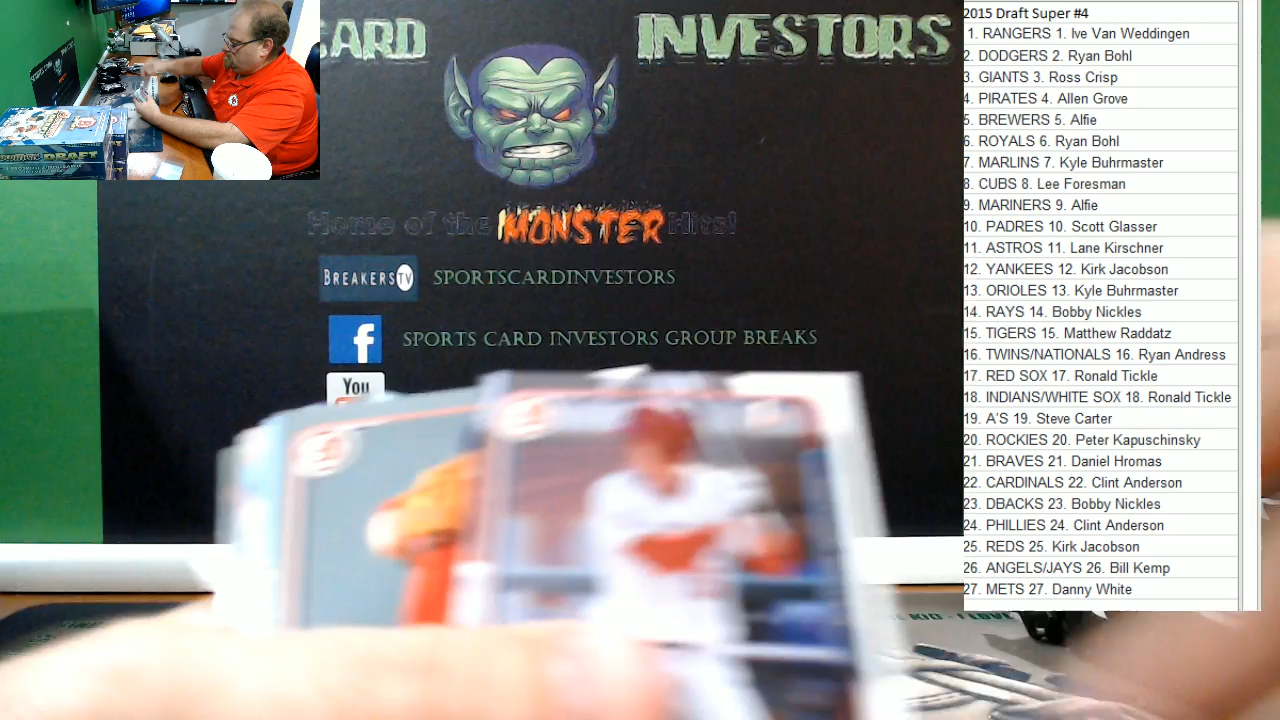 CARD INVESTORS
Home of the MONSTER Hits!
BREAKERS TV SPORTSCARDINVESTORS
f SPORTS CARD INVESTORS GROUP BREAKS
You
DRAFT
2015 Draft Super #4
1. RANGERS 1. Ive Van Weddingen
2. DODGERS 2. Ryan Bohl
3. GIANTS 3. Ross Crisp
4. PIRATES 4. Allen Grove
5. BREWERS 5. Alfie
6. ROYALS 6. Ryan Bohl
7. MARLINS 7. Kyle Buhrmaster
8. CUBS 8. Lee Foresman
9. MARINERS 9. Alfie
10. PADRES 10. Scott Glasser
11. ASTROS 11. Lane Kirschner
12. YANKEES 12. Kirk Jacobson
13. ORIOLES 13. Kyle Buhrmaster
14. RAYS 14. Bobby Nickles
15. TIGERS 15. Matthew Raddatz
16. TWINS/NATIONALS 16. Ryan Andress
17. RED SOX 17. Ronald Tickle
18. INDIANS/WHITE SOX 18. Ronald Tickle
19. A'S 19. Steve Carter
20. ROCKIES 20. Peter Kapuschinsky
21. BRAVES 21. Daniel Hromas
22. CARDINALS 22. Clint Anderson
23. DBACKS 23. Bobby Nickles
24. PHILLIES 24. Clint Anderson
25. REDS 25. Kirk Jacobson
26. ANGELS/JAYS 26. Bill Kemp
27. METS 27. Danny White